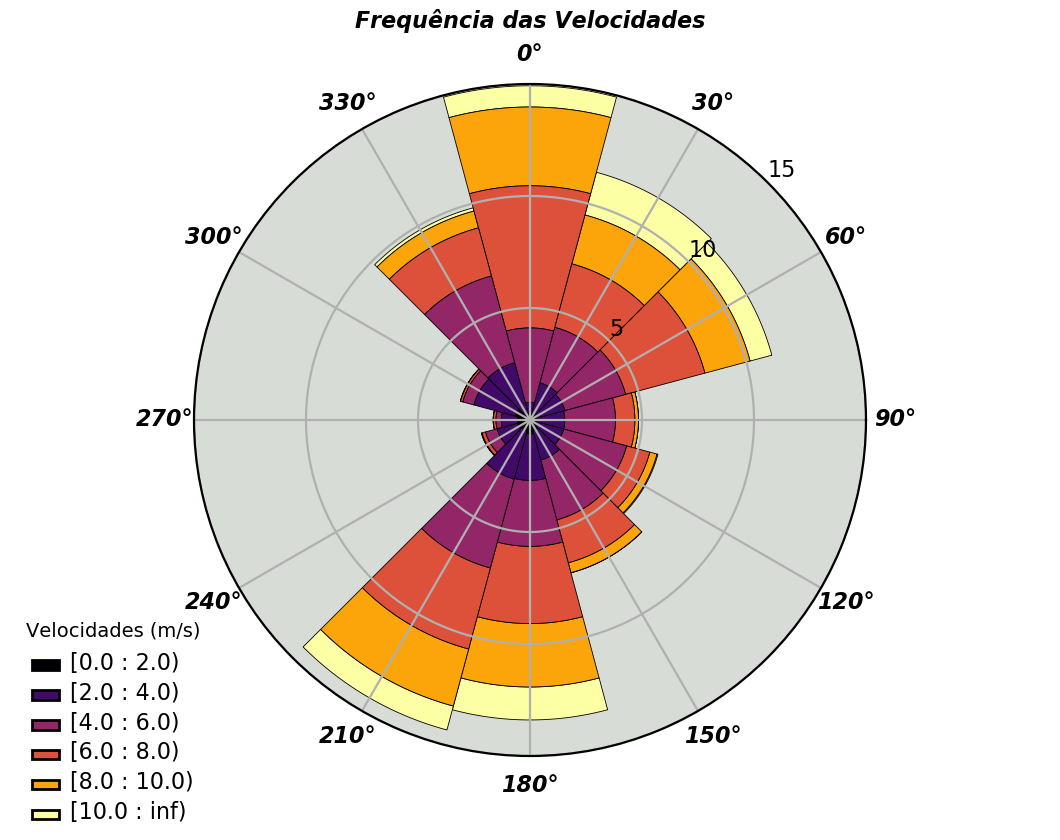 Frequência das Velocidades
0°
330°
30°
15
300°
60°
10
5
270°
90°
240°
120°
210°
150°
180°
Velocidades (m/s)
[0.0 : 2.0)
[2.0 : 4.0)
[4.0 : 6.0)
[6.0 : 8.0)
[8.0 : 10.0)
[10.0 : inf)